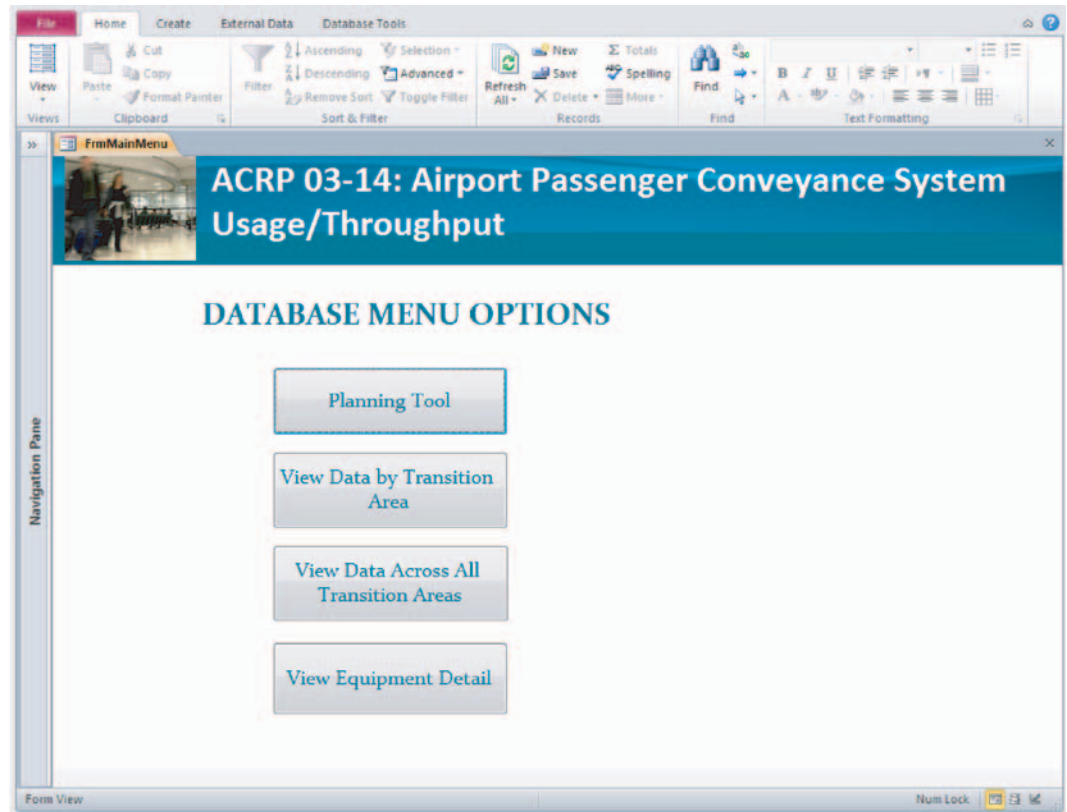 File Home Create External Data Database Tools
View
Paste
Cut
Copy
Format Painter
Filter
Ascending
Descending
Remove Sort
Selection
Advanced
Toggle Filter
Refresh
All
New
Save
Delete
Totals
Spelling
More
Find
B I U
A
Views Clipboard Sort & Filter Records Find Text Formatting
FrmMainMenu
ACRP 03-14: Airport Passenger Conveyance System
Usage/Throughput
Navigation Pane
DATABASE MENU OPTIONS
Planning Tool
View Data by Transition
Area
View Data Across All
Transition Areas
View Equipment Detail
Form View Num Lock